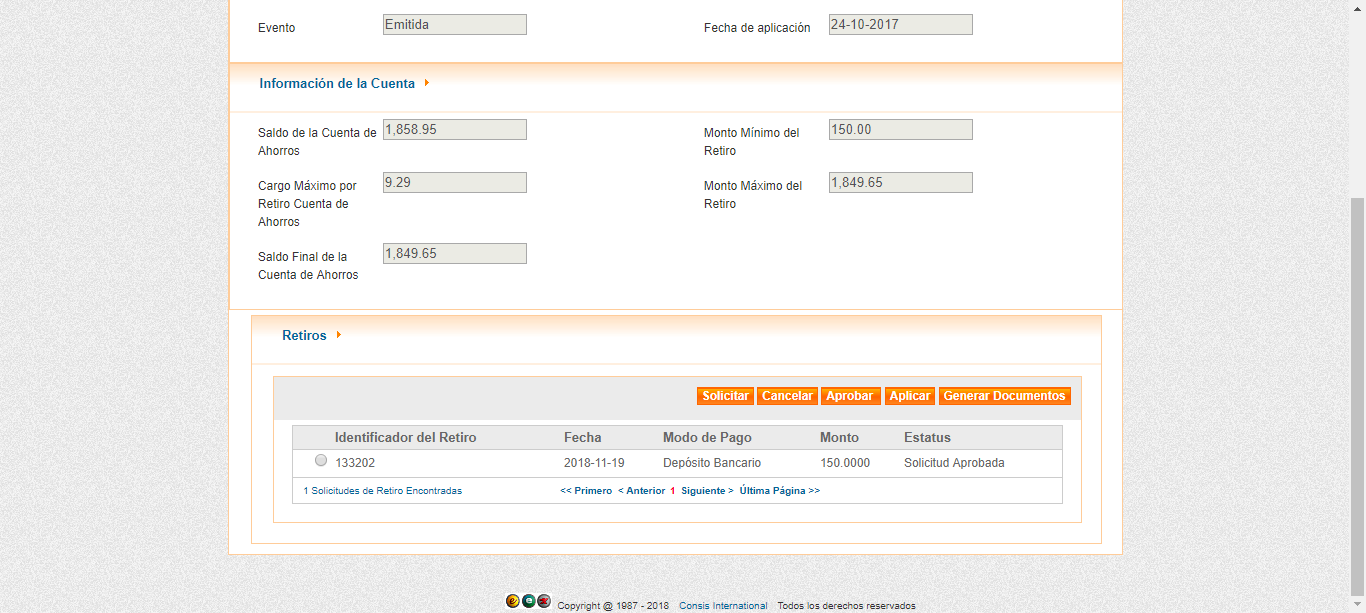 Evento Emitida Fecha de aplicación 24-10-2017
Información de la Cuenta
Saldo de la Cuenta de Ahorros 1,858.95 Monto Mínimo del Retiro 150.00
Cargo Máximo por Retiro Cuenta de Ahorros 9.29 Monto Máximo del Retiro 1,849.65
Saldo Final de la Cuenta de Ahorros 1,849.65
Retiros
Solicitar Cancelar Aprobar Aplicar Generar Documentos
Identificador del Retiro Fecha Modo de Pago Monto Estatus
133202 2018-11-19 Depósito Bancario 150.0000 Solicitud Aprobada
1 Solicitudes de Retiro Encontradas << Primero < Anterior 1 Siguiente > Última Página >>
Copyright @ 1987 - 2018 Consis International Todos los derechos reservados